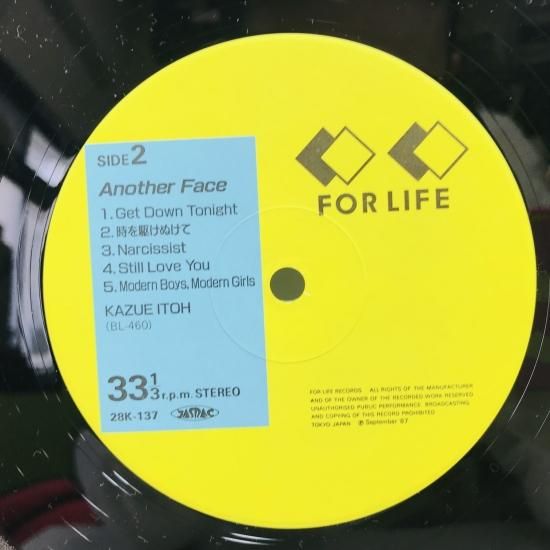 SIDE 2
Another Face
1. Get Down Tonight
2. 時を駆けぬけて
3. Narcissist
4. Still Love You
5. Modern Boys, Modern Girls
KAZUE ITOH
(BL-460)
33 1/3 r.p.m. STEREO
28K-137 JASRAC
FOR LIFE
FOR LIFE RECORDS ALL RIGHTS OF THE MANUFACTURER
AND OF THE OWNER OF THE RECORDED WORK RESERVED
UNAUTHORISED PUBLIC PERFORMANCE, BROADCASTING
AND COPYING OF THIS RECORD PROHIBITED
TOKYO JAPAN ℗ September '87